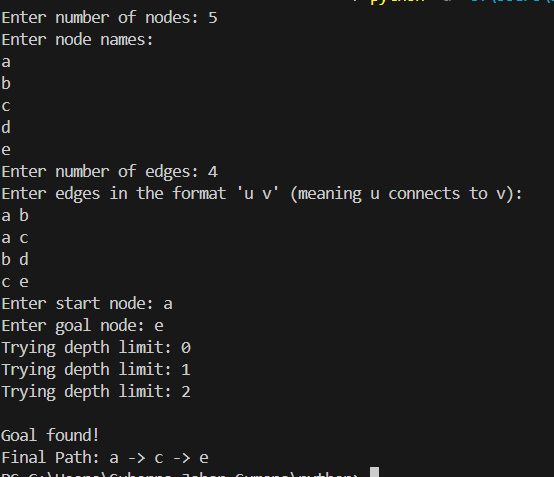 python
Enter number of nodes: 5
Enter node names:
a
b
c
d
e
Enter number of edges: 4
Enter edges in the format 'u v' (meaning u connects to v):
a b
a c
b d
c e
Enter start node: a
Enter goal node: e
Trying depth limit: 0
Trying depth limit: 1
Trying depth limit: 2
Goal found!
Final Path: a -> c -> e